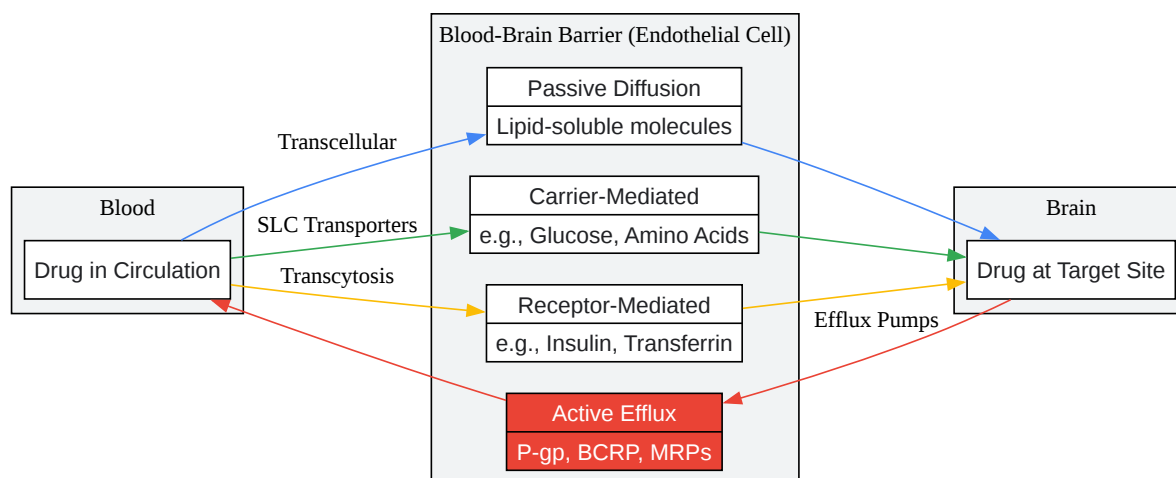 Blood-Brain Barrier (Endothelial Cell)
Passive Diffusion
Lipid-soluble molecules
Transcellular
Carrier-Mediated
e.g., Glucose, Amino Acids
Blood
Brain
SLC Transporters
Drug in Circulation
Drug at Target Site
Transcytosis
Receptor-Mediated
e.g., Insulin, Transferrin
Efflux Pumps
Active Efflux
P-gp, BCRP, MRPs